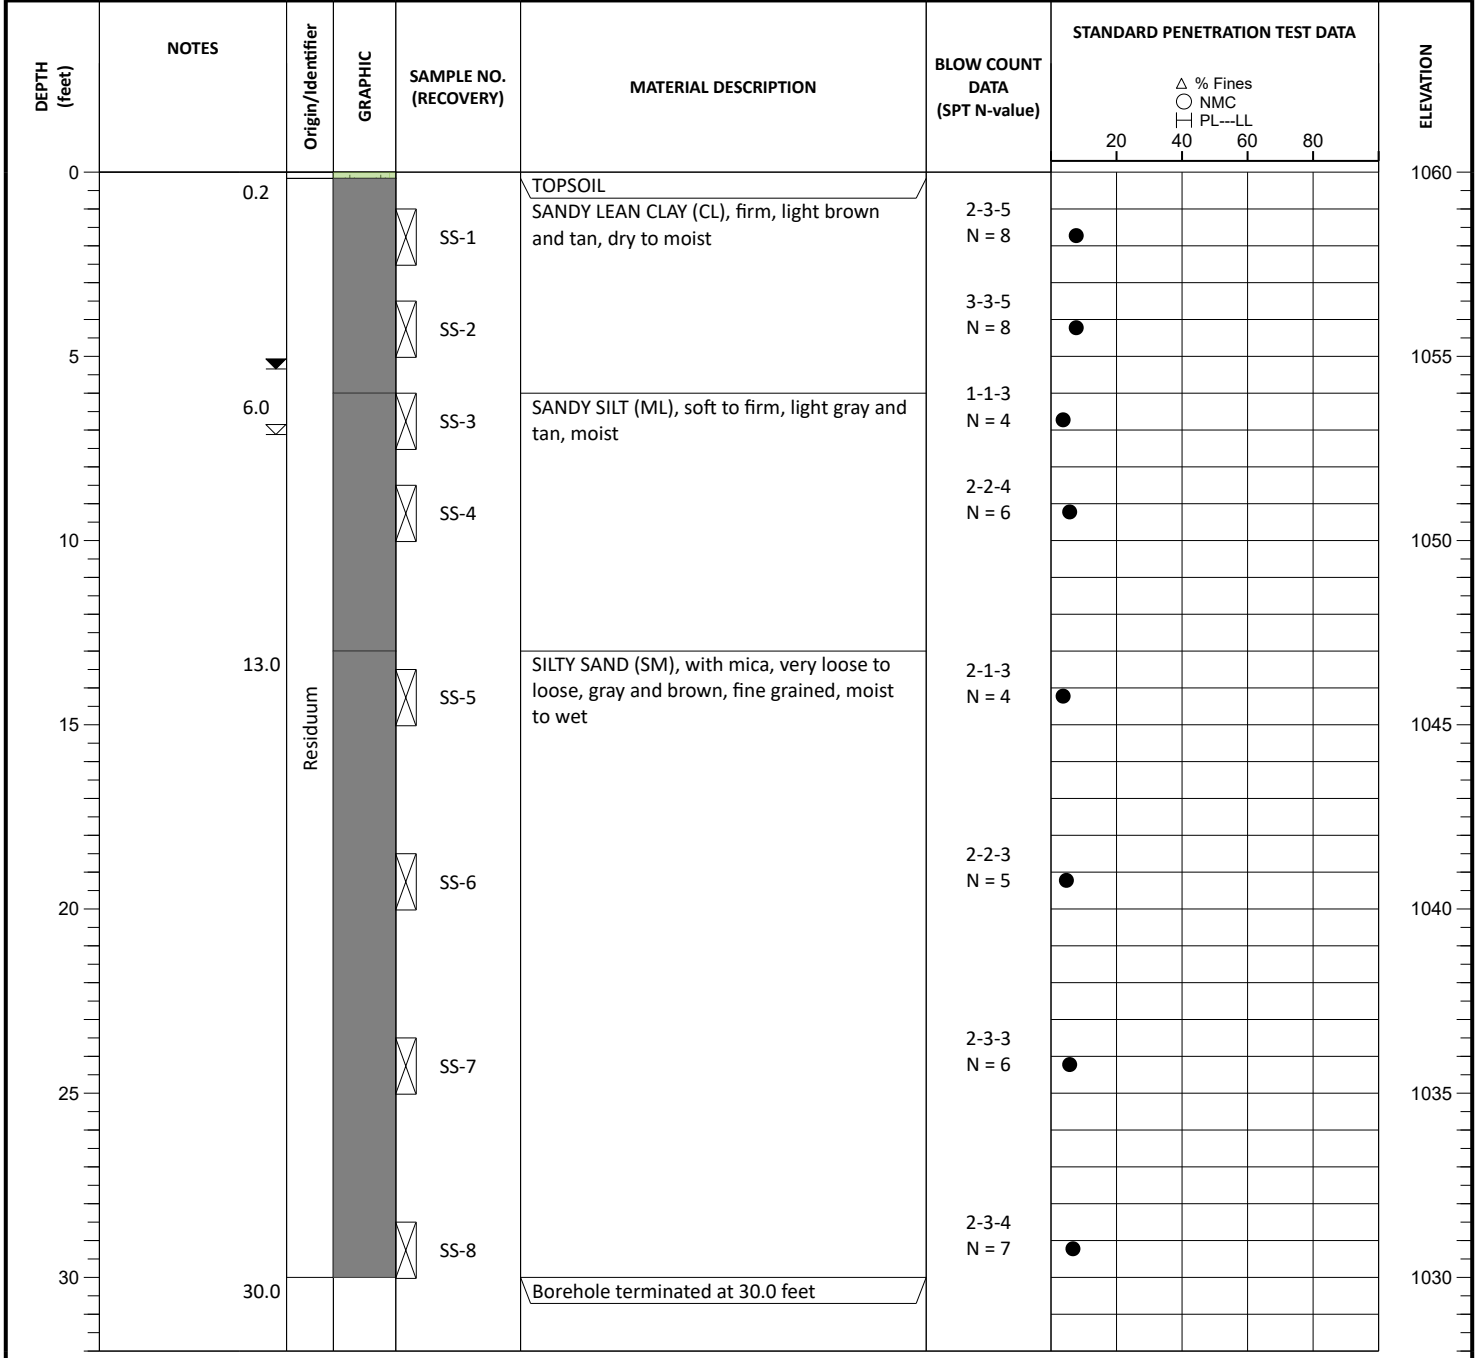 DEPTH
(feet)
NOTES
Origin/Identifier
GRAPHIC
SAMPLE NO.
(RECOVERY)
MATERIAL DESCRIPTION
BLOW COUNT
DATA
(SPT N-value)
STANDARD PENETRATION TEST DATA
% Fines
NMC
PL---LL
20 40 60 80
ELEVATION
0
1060
0.2
TOPSOIL
SANDY LEAN CLAY (CL), firm, light brown
and tan, dry to moist
SS-1
2-3-5
N = 8
SS-2
3-3-5
N = 8
5
1055
6.0
SANDY SILT (ML), soft to firm, light gray and
tan, moist
SS-3
1-1-3
N = 4
SS-4
2-2-4
N = 6
10
1050
13.0
SILTY SAND (SM), with mica, very loose to
loose, gray and brown, fine grained, moist
to wet
SS-5
2-1-3
N = 4
Residuum
15
1045
SS-6
2-2-3
N = 5
20
1040
SS-7
2-3-3
N = 6
25
1035
SS-8
2-3-4
N = 7
30
1030
30.0
Borehole terminated at 30.0 feet